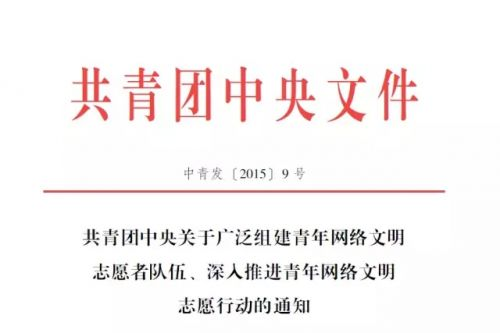 共青团中央文件
中青发〔2015〕9 号
共青团中央关于广泛组建青年网络文明
志愿者队伍、深入推进青年网络文明
志愿行动的通知